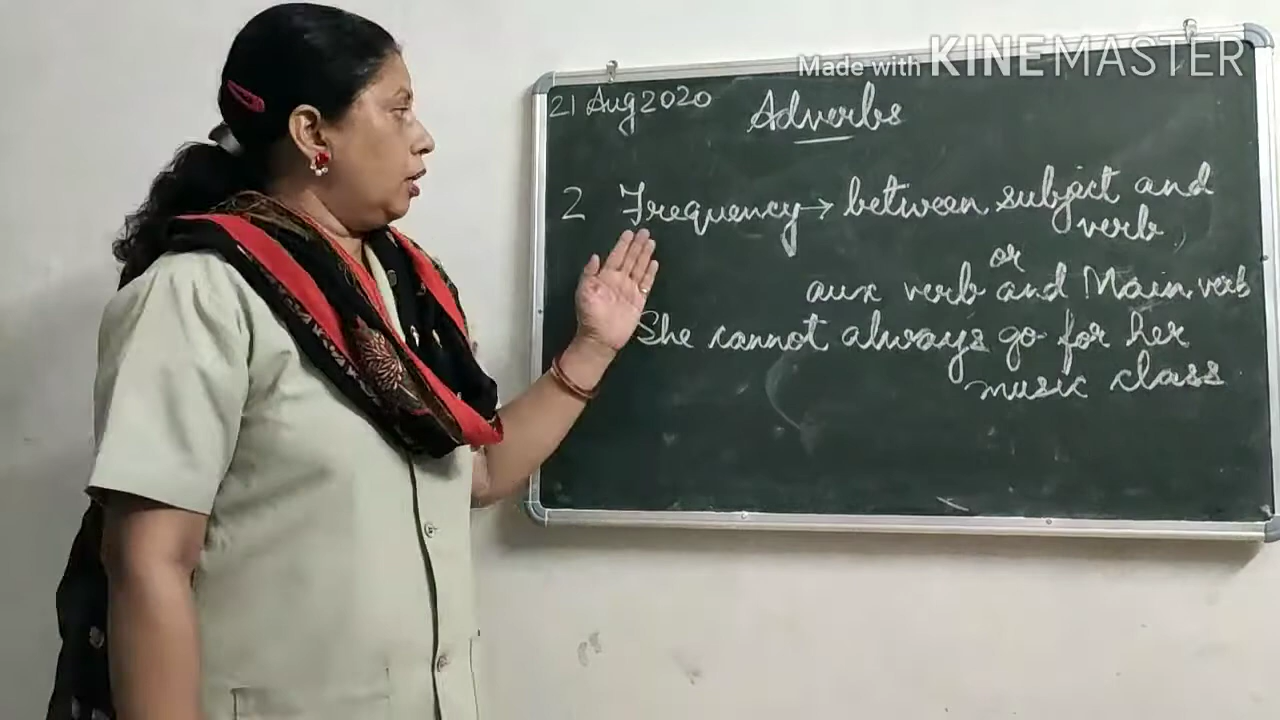 Made with KINEMASTER
21 Aug 2020 Adverbs
2 Frequency → between subject and
verb
or
aux verb and Main verb
She cannot always go for her
music class